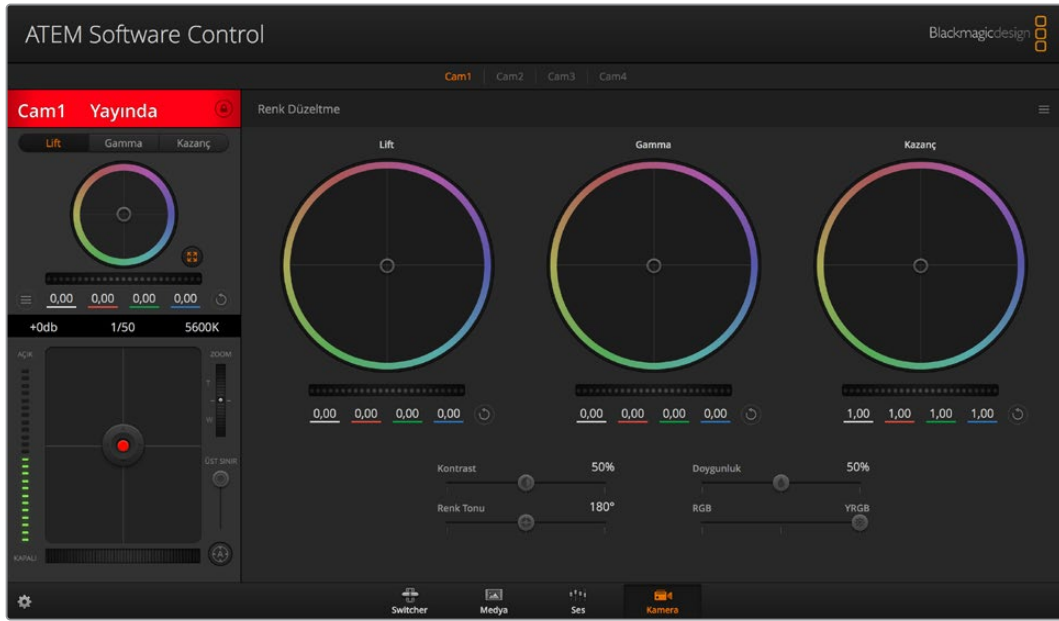 ATEM Software Control
Blackmagicdesign
Cam1 Cam2 Cam3 Cam4
Cam1 Yayında
Renk Düzeltme
Lift Gamma Kazanç
Lift Gamma Kazanç
0,00 0,00 0,00 0,00
+0db 1/50 5600K
AÇIK
ZOOM
T
W
ÜST SINIR
KAPALI
A
0,00 0,00 0,00 0,00
0,00 0,00 0,00 0,00
1,00 1,00 1,00 1,00
Kontrast 50%
Doygunluk 50%
Renk Tonu 180°
RGB YRGB
Switcher Medya Ses Kamera